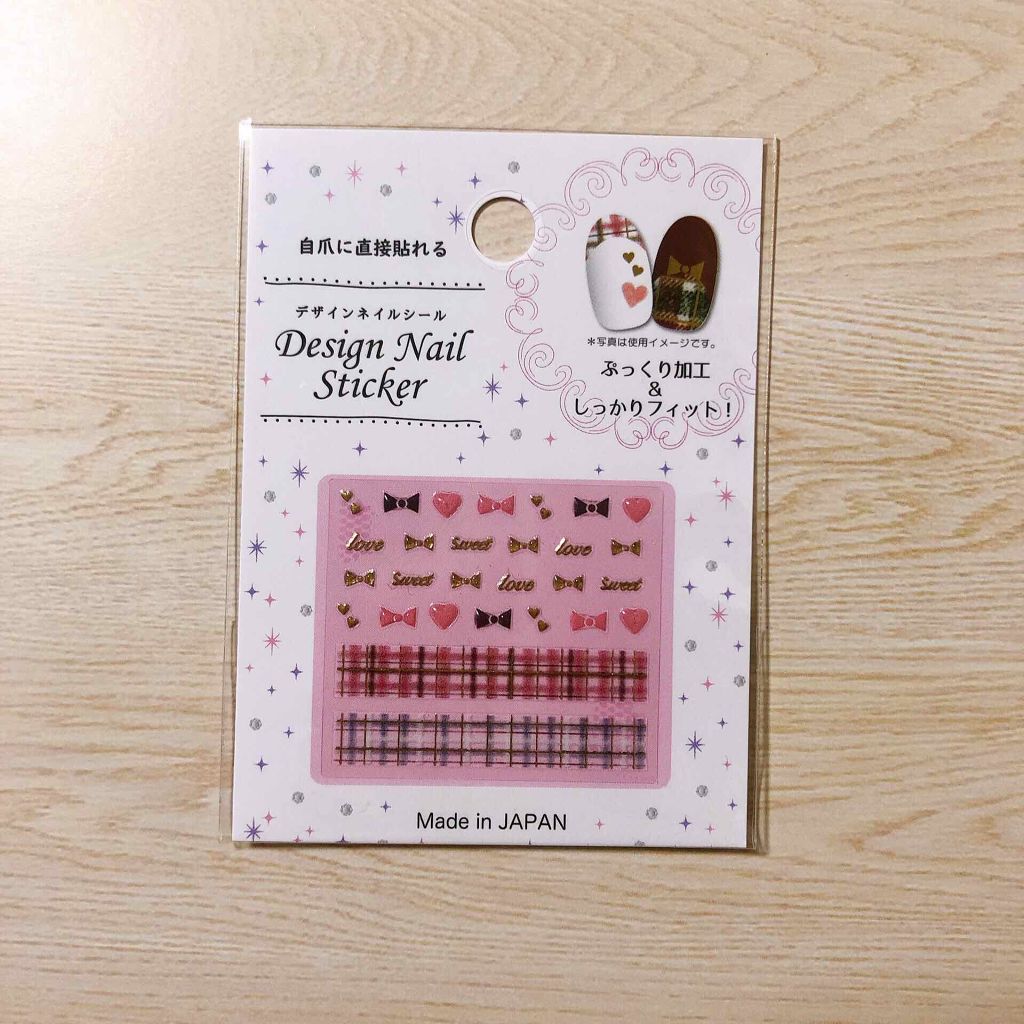 自爪に直接貼れる
デザインネイルシール
Design Nail
Sticker
＊写真は使用イメージです。
ぷっくり加工
&
しっかりフィット！
love sweet love
sweet love sweet
Made in JAPAN